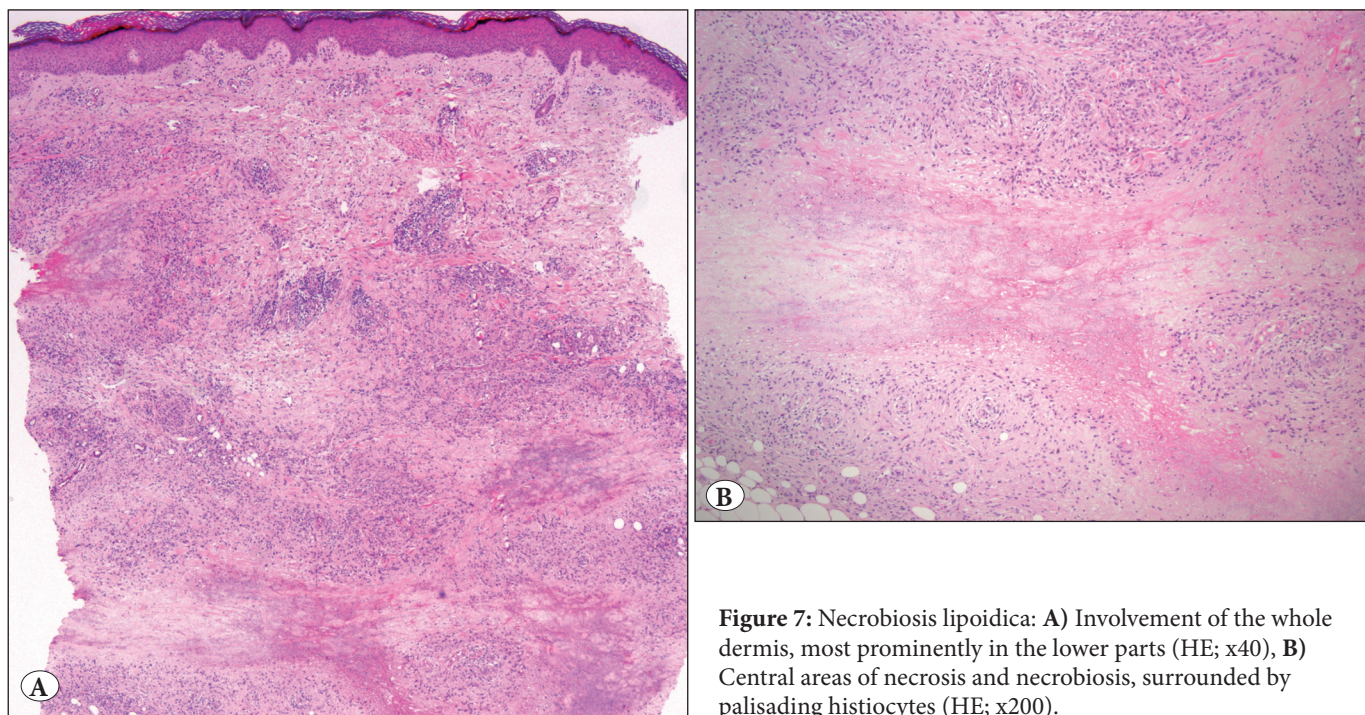 A
B
Figure 7: Necrobiosis lipoidica: A) Involvement of the whole
dermis, most prominently in the lower parts (HE; x40), B)
Central areas of necrosis and necrobiosis, surrounded by
palisading histiocytes (HE; x200).